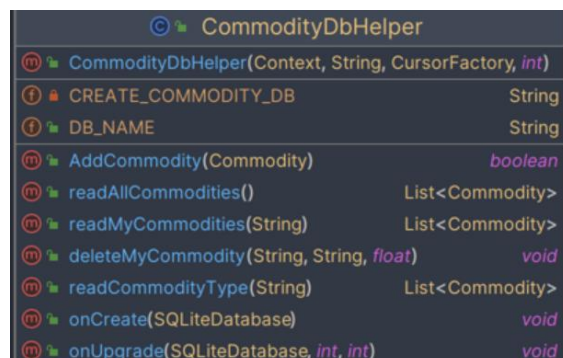 CommodityDbHelper
CommodityDbHelper(Context, String, CursorFactory, int)
CREATE_COMMODITY_DB String
DB_NAME String
AddCommodity(Commodity) boolean
readAllCommodities() List<Commodity>
readMyCommodities(String) List<Commodity>
deleteMyCommodity(String, String, float) void
readCommodityType(String) List<Commodity>
onCreate(SQLiteDatabase) void
onUpgrade(SQLiteDatabase, int, int) void